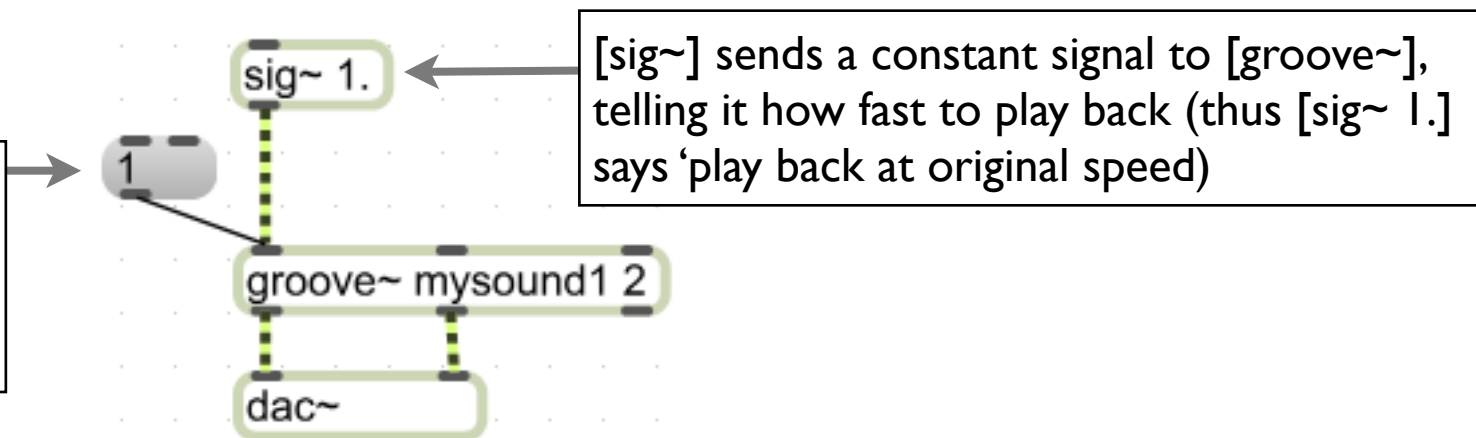 sig~ 1.
[sig~] sends a constant signal to [groove~],
telling it how fast to play back (thus [sig~ 1.]
says ‘play back at original speed)
1
groove~ mysound1 2
dac~